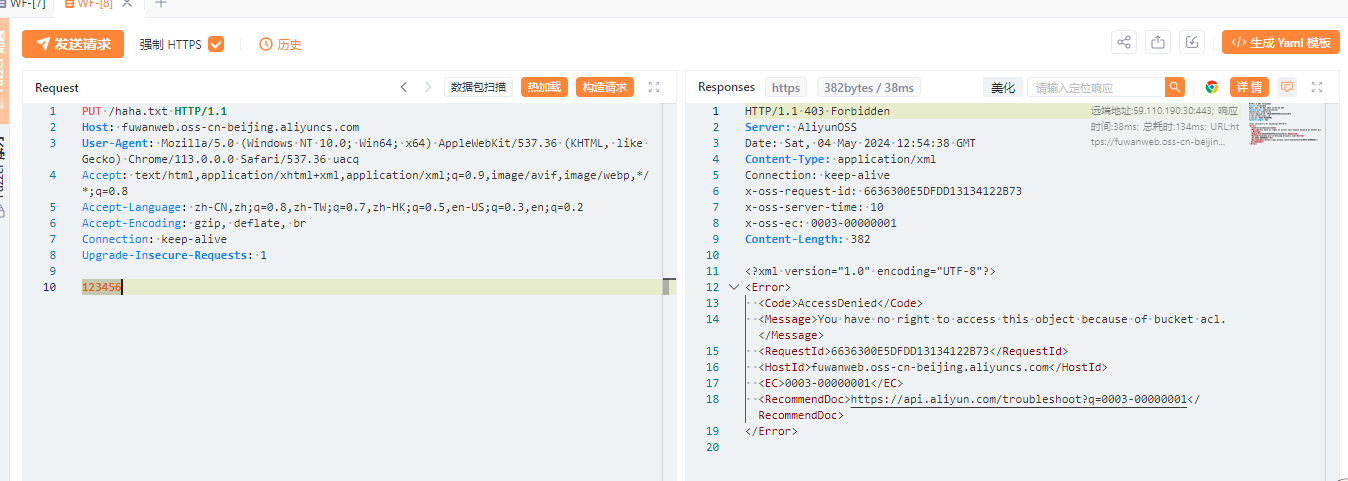 WF-[7] WF-[8]
发送请求 强制 HTTPS 历史 </> 生成 Yaml 模板
Request 数据包扫描 热加载 构造请求
Responses https 382bytes / 38ms 美化 请输入定位响应 详情
1 PUT /haha.txt HTTP/1.1
2 Host: fuwanweb.oss-cn-beijing.aliyuncs.com
3 User-Agent: Mozilla/5.0 (Windows NT 10.0; Win64; x64) AppleWebKit/537.36 (KHTML, like
Gecko) Chrome/113.0.0.0 Safari/537.36 uacq
4 Accept: text/html,application/xhtml+xml,application/xml;q=0.9,image/avif,image/webp,*/
*;q=0.8
5 Accept-Language: zh-CN,zh;q=0.8,zh-TW;q=0.7,zh-HK;q=0.5,en-US;q=0.3,en;q=0.2
6 Accept-Encoding: gzip, deflate, br
7 Connection: keep-alive
8 Upgrade-Insecure-Requests: 1
9
10 123456
1 HTTP/1.1 403 Forbidden
2 Server: AliyunOSS
3 Date: Sat, 04 May 2024 12:54:38 GMT
4 Content-Type: application/xml
5 Connection: keep-alive
6 x-oss-request-id: 6636300E5DFDD13134122B73
7 x-oss-server-time: 10
8 x-oss-ec: 0003-00000001
9 Content-Length: 382
10
11 <?xml version="1.0" encoding="UTF-8"?>
12 <Error>
13 <Code>AccessDenied</Code>
14 <Message>You have no right to access this object because of bucket acl.
</Message>
15 <RequestId>6636300E5DFDD13134122B73</RequestId>
16 <HostId>fuwanweb.oss-cn-beijing.aliyuncs.com</HostId>
17 <EC>0003-00000001</EC>
18 <RecommendDoc>https://api.aliyun.com/troubleshoot?q=0003-00000001</
RecommendDoc>
19 </Error>
20
远端地址:59.110.190.30:443; 响应
时间:38ms; 总耗时:134ms; URL:ht
tps://fuwanweb.oss-cn-beijin...